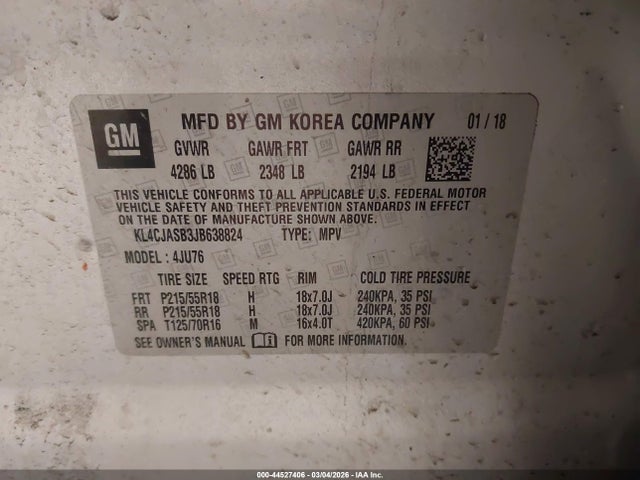 GM
MFD BY GM KOREA COMPANY 01 / 18
GVWR GAWR FRT GAWR RR
4286 LB 2348 LB 2194 LB
THIS VEHICLE CONFORMS TO ALL APPLICABLE U.S. FEDERAL MOTOR
VEHICLE SAFETY AND THEFT PREVENTION STANDARDS IN EFFECT
ON THE DATE OF MANUFACTURE SHOWN ABOVE.
KL4CJASB3JB638824 TYPE: MPV
MODEL : 4JU76
TIRE SIZE SPEED RTG RIM COLD TIRE PRESSURE
FRT P215/55R18 H 18x7.0J 240KPA, 35 PSI
RR P215/55R18 H 18x7.0J 240KPA, 35 PSI
SPA T125/70R16 M 16x4.0T 420KPA, 60 PSI
SEE OWNER'S MANUAL FOR MORE INFORMATION.
000-44527406 - 03/04/2026 - IAA Inc.